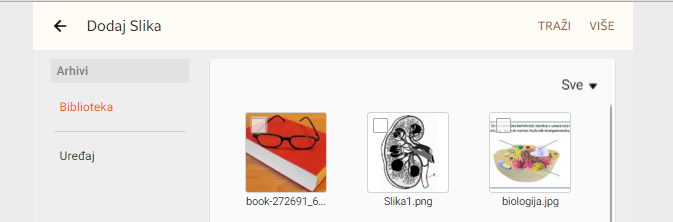 Dodaj Slika
TRAŽI
VIŠE
Arhivi
Biblioteka
Uređaj
Sve
book-272691_6...
Slika1.png
biologija.jpg